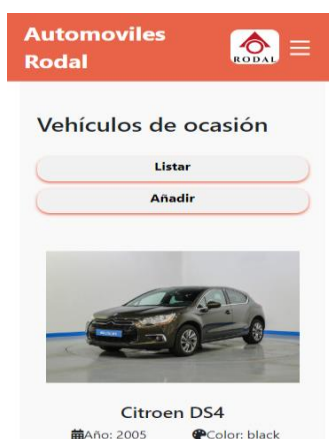 Automoviles
Rodal
RODAL
Vehículos de ocasión
Listar
Añadir
Citroen DS4
Año: 2005 Color: black